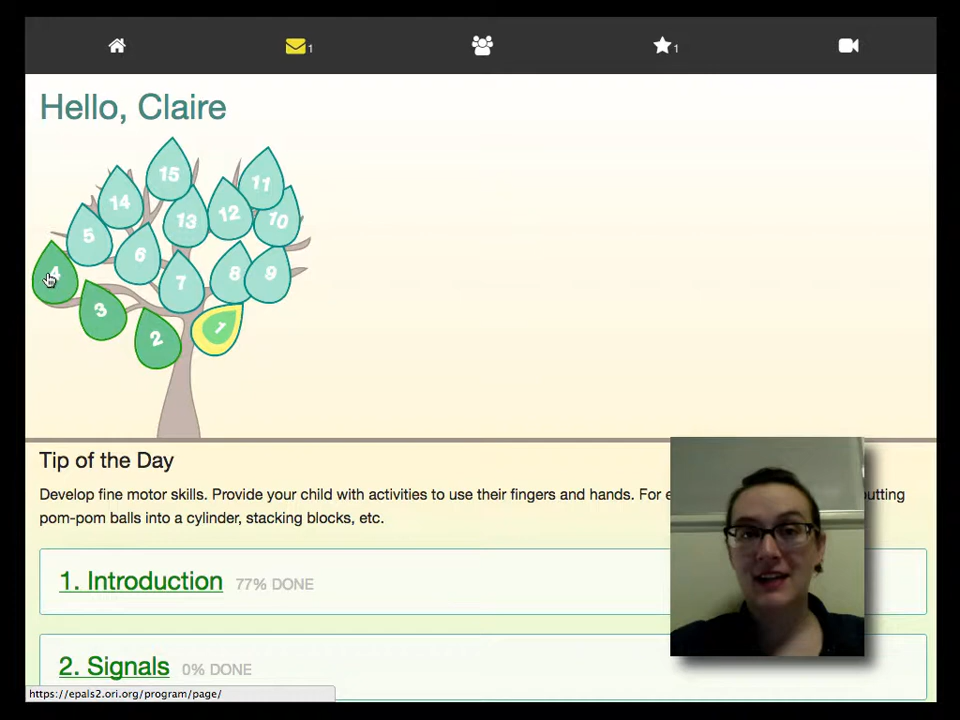 1
1
Hello, Claire
15
11
14
12
13
10
5
6
8
9
7
4
3
2
1
Tip of the Day
Develop fine motor skills. Provide your child with activities to use their fingers and hands. For e
utting
pom-pom balls into a cylinder, stacking blocks, etc.
1. Introduction 77% DONE
2. Signals 0% DONE
https://epals2.ori.org/program/page/